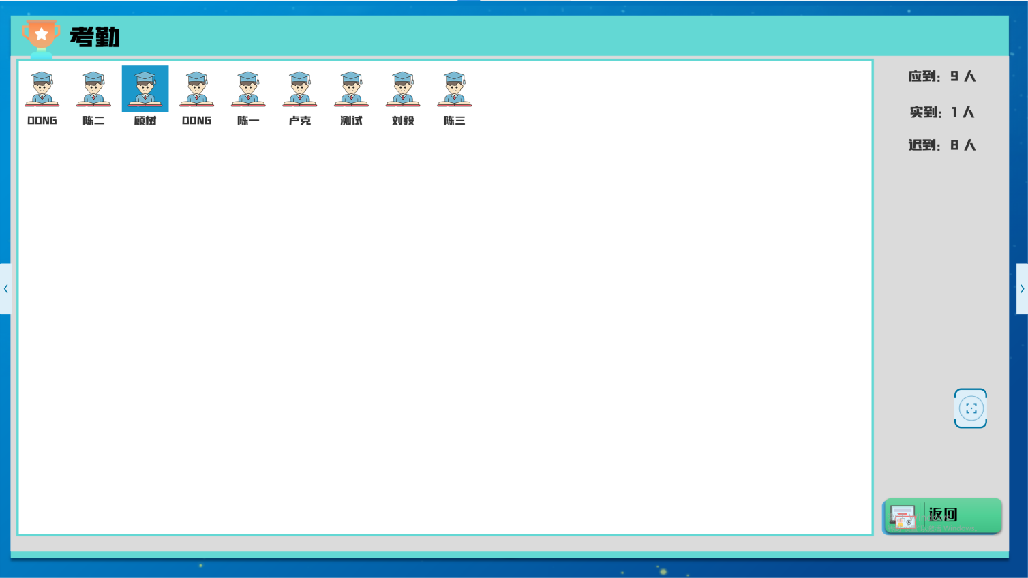 考勤
应到: 9 人
实到: 1 人
迟到: 8 人
DONG 陈二 顾树 DONG 陈一 卢克 测试 刘毅 陈三
返回